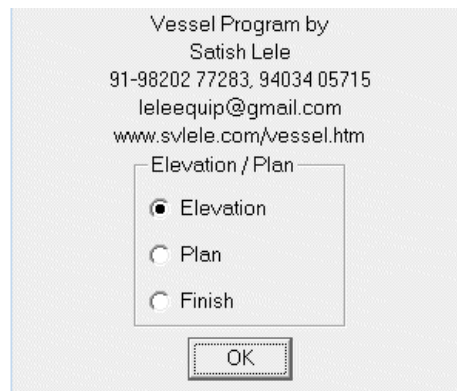 Vessel Program by
Satish Lele
91-98202 77283, 94034 05715
leleequip@gmail.com
www.svlele.com/vessel.htm
Elevation / Plan
Elevation
Plan
Finish
OK